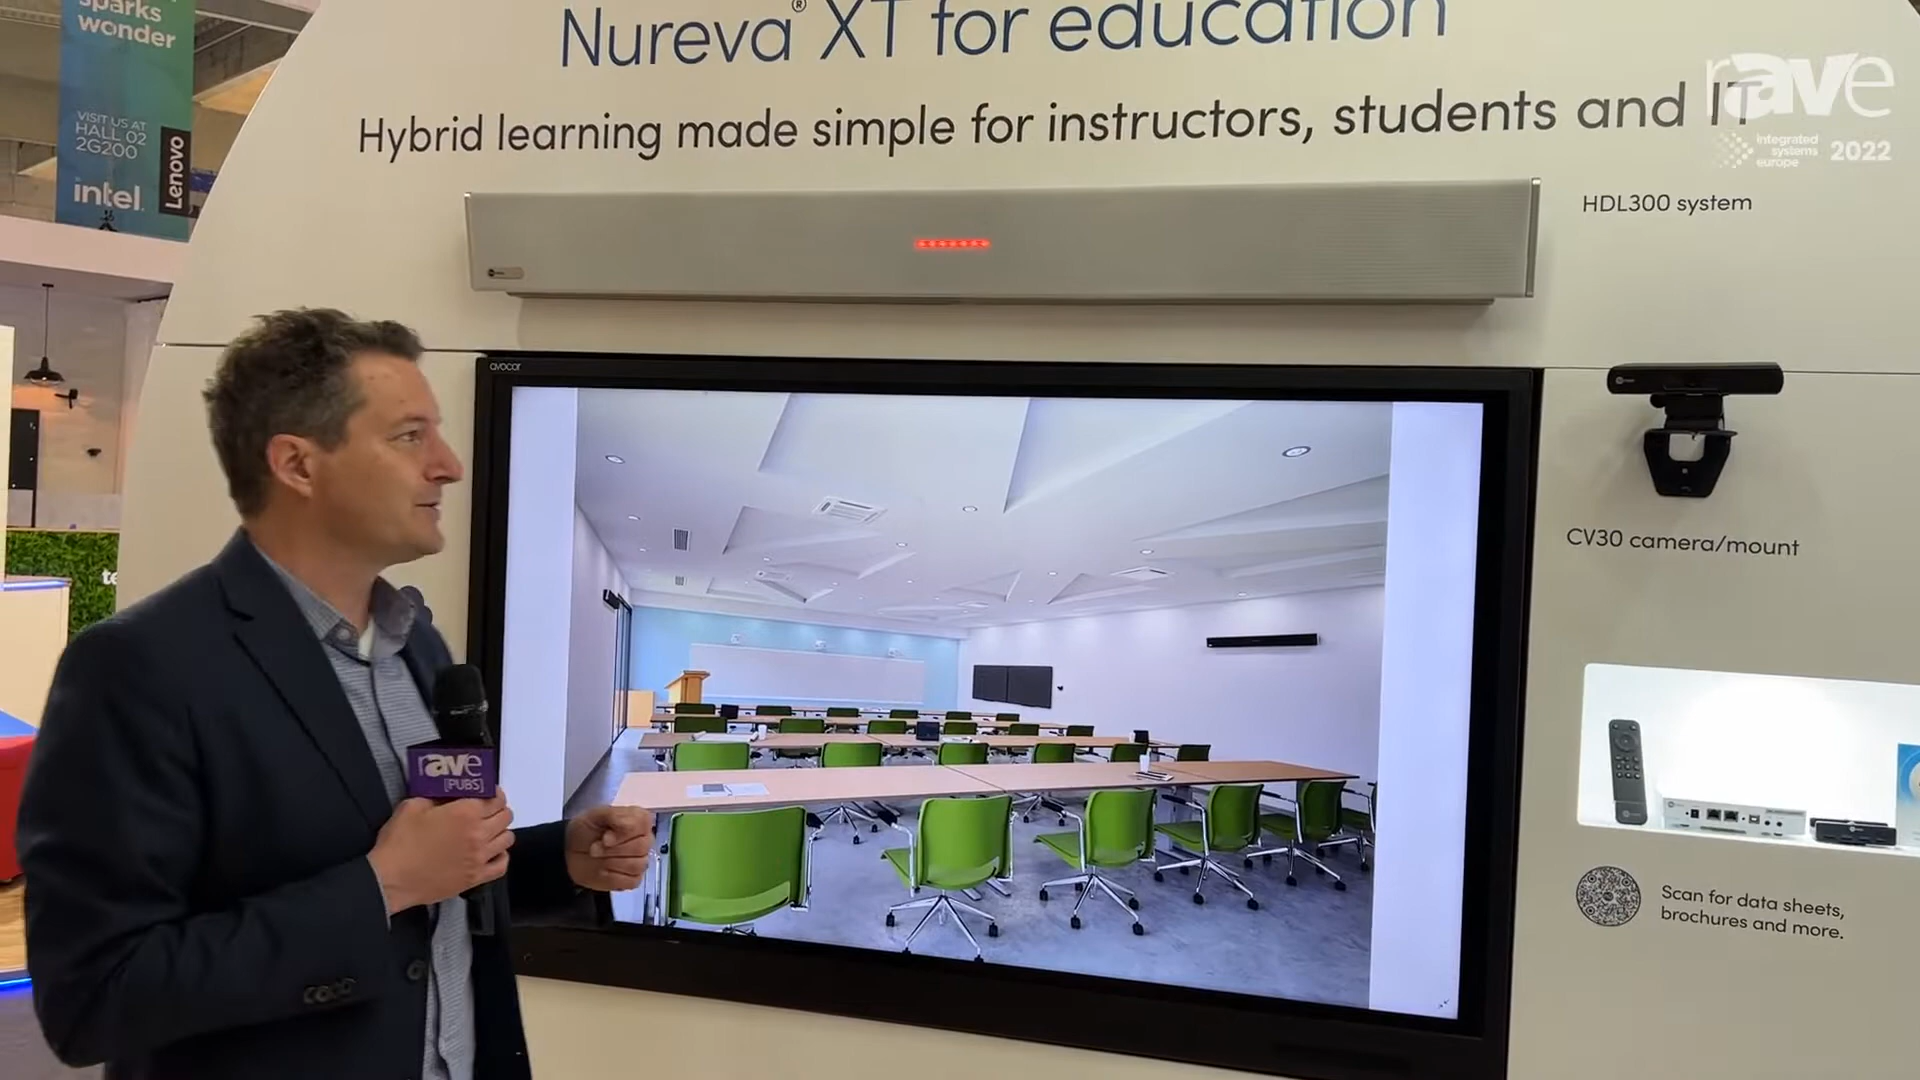 sparks
wonder
VISIT US AT
HALL 02
2G200
intel.
Lenovo
Nureva® XT for education
Hybrid learning made simple for instructors, students and IT
rave
integrated
systems
europe
2022
HDL300 system
avocor
CV30 camera/mount
te
rave
[PUBS]
Scan for data sheets,
brochures and more.